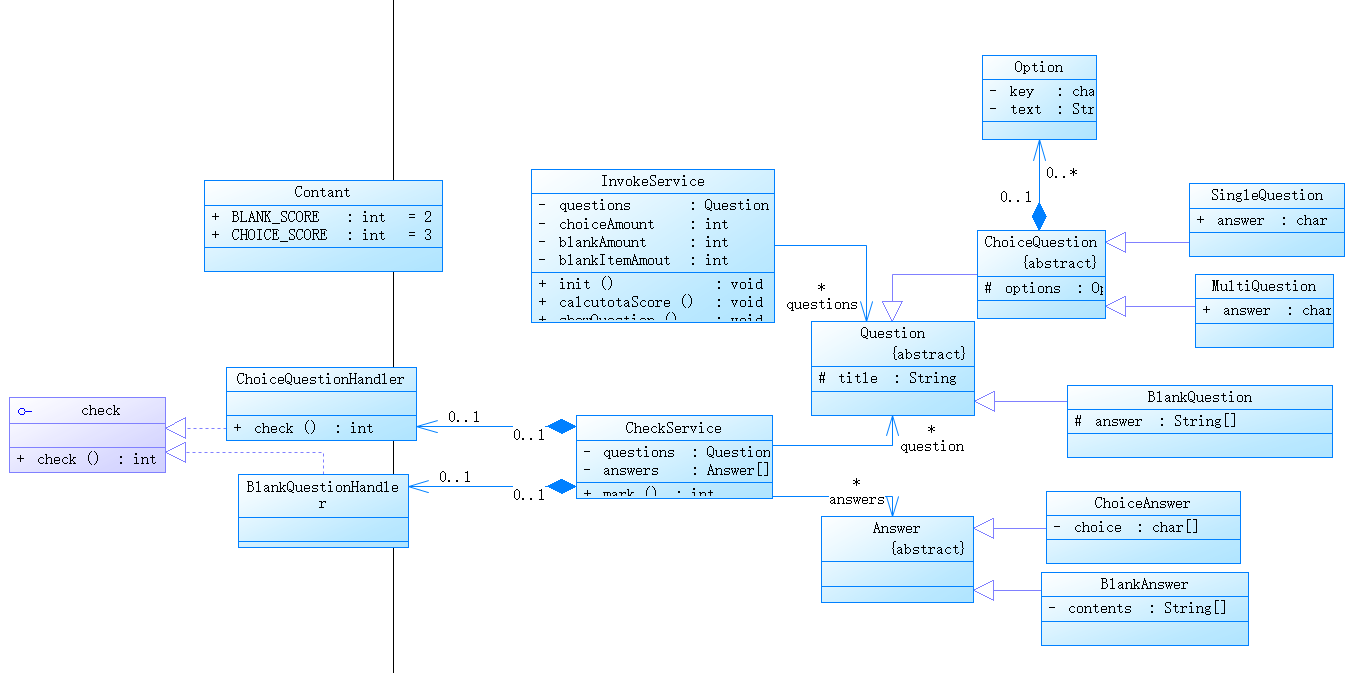 Option
- key : cha
- text : Str
0..*
0..1
Contant
+ BLANK_SCORE : int = 2
+ CHOICE_SCORE : int = 3
InvokeService
- questions : Question
- choiceAmount : int
- blankAmount : int
- blankItemAmout : int
+ init () : void
+ calcutotaScore () : void
+ showQuestion () : void
SingleQuestion
+ answer : char
ChoiceQuestion
{abstract}
# options : Op
MultiQuestion
+ answer : char
*
questions
Question
{abstract}
# title : String
BlankQuestion
# answer : String[]
*
question
check
+ check () : int
ChoiceQuestionHandler
+ check () : int
BlankQuestionHandle
r
0..1
0..1
0..1
0..1
CheckService
- questions : Question
- answers : Answer[]
+ mark () : int
*
answers
Answer
{abstract}
ChoiceAnswer
- choice : char[]
BlankAnswer
- contents : String[]